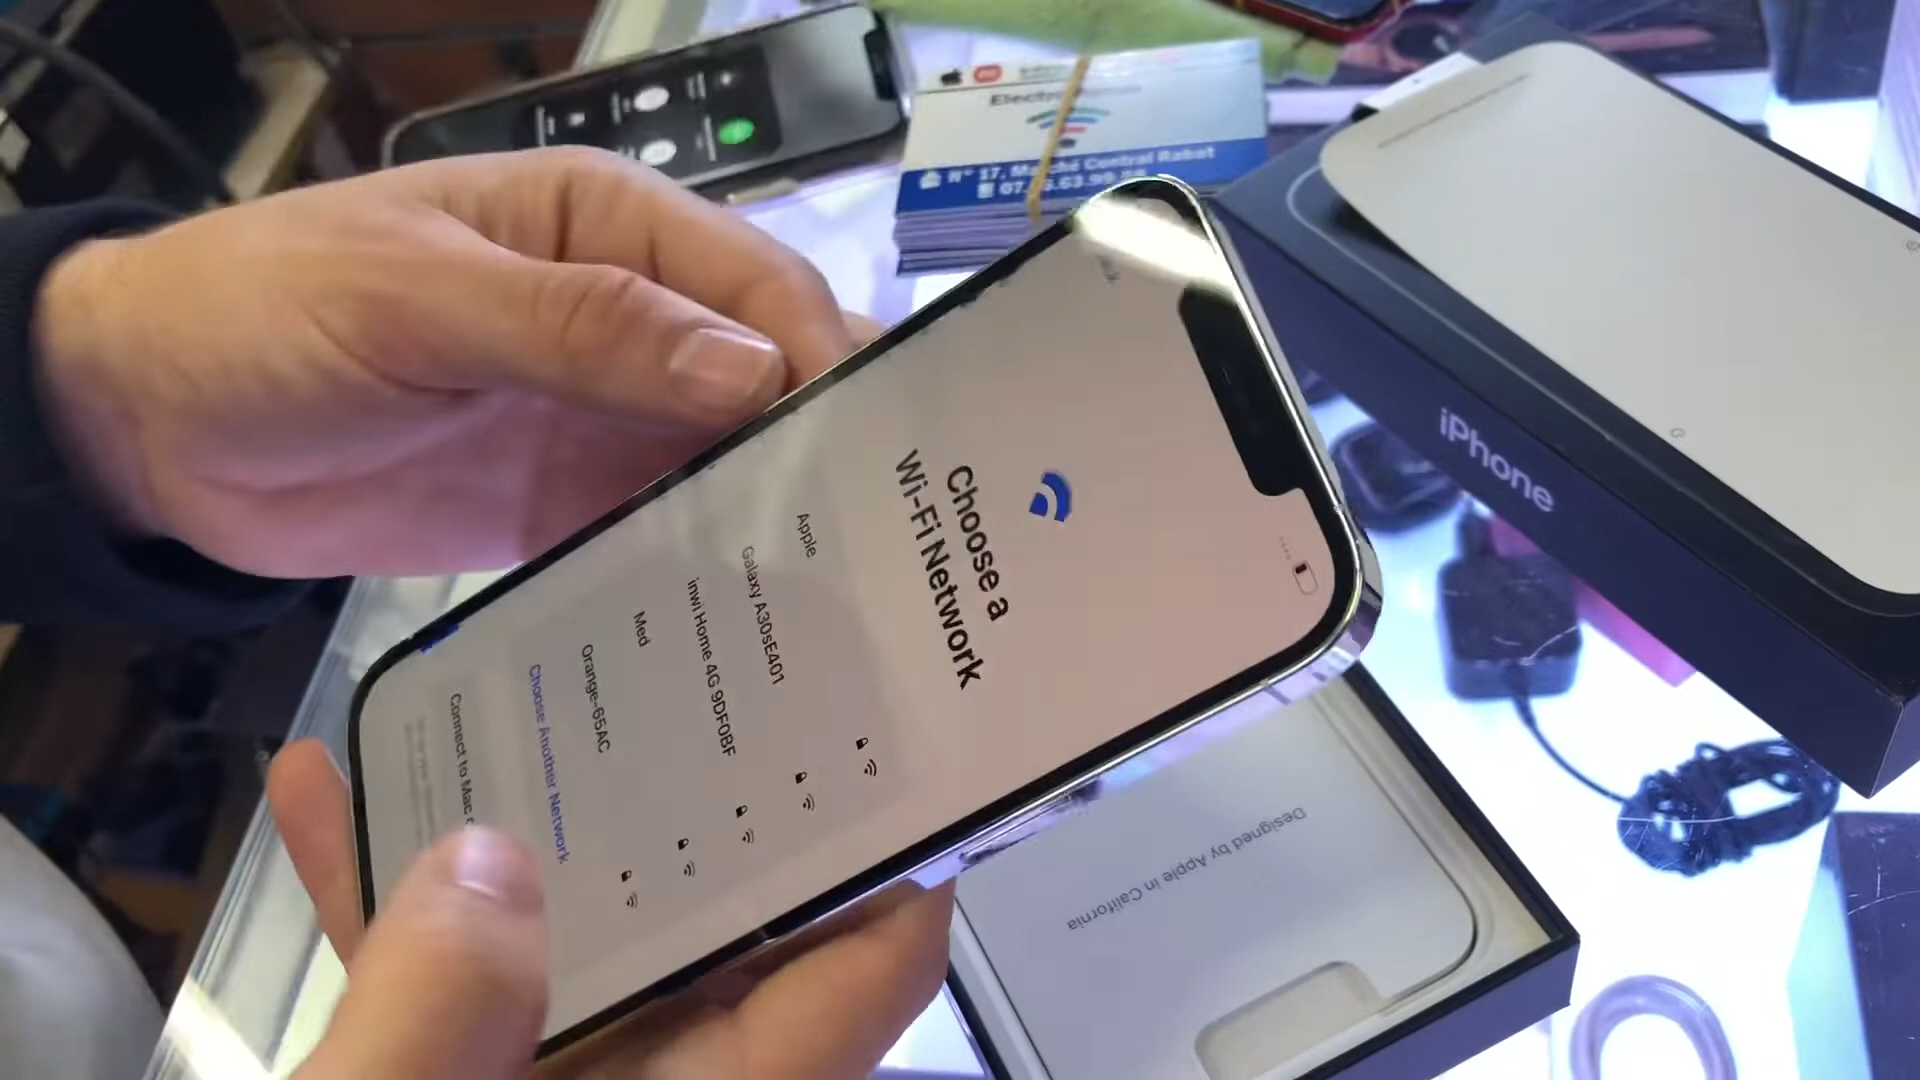 Choose a
Wi-Fi Network
Apple
Galaxy A30sE401
inwi Home 4G 9DF0BF
Med
Orange-65AC
Choose Another Network
Connect to Mac
N° 17, Marché Central Rabat
iPhone
Designed by Apple in California